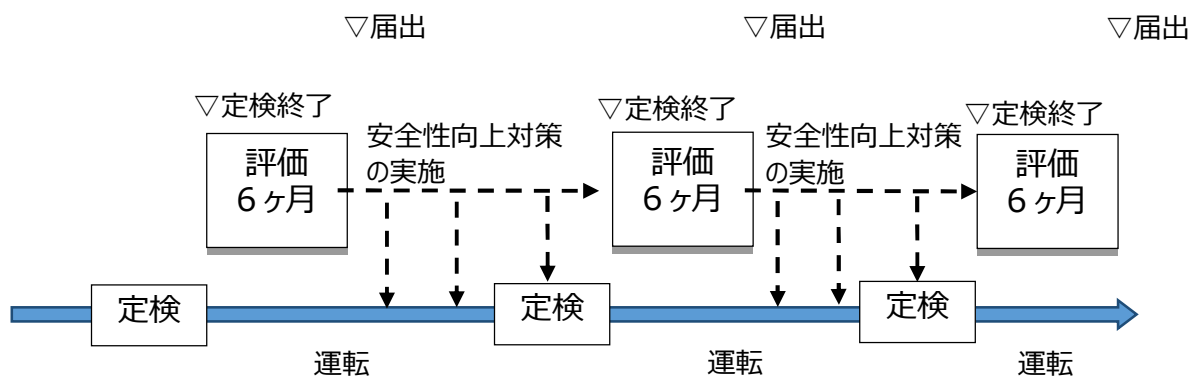 ▽届出
▽届出
▽届出
▽定検終了
▽定検終了
▽定検終了
評価
６ヶ月
安全性向上対策
の実施
評価
６ヶ月
安全性向上対策
の実施
評価
６ヶ月
定検
定検
定検
運転
運転
運転